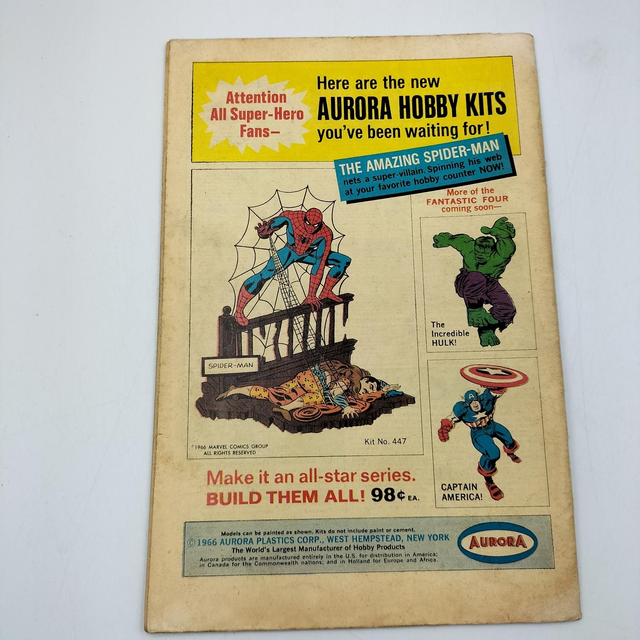 Attention
All Super-Hero
Fans—
Here are the new
AURORA HOBBY KITS
you've been waiting for!
THE AMAZING SPIDER-MAN
nets a super-villain. Spinning his web
at your favorite hobby counter NOW!
More of the
FANTASTIC FOUR
coming soon—
The
Incredible
HULK!
SPIDER-MAN
Kit No. 447
©1966 MARVEL COMICS GROUP
ALL RIGHTS RESERVED
CAPTAIN
AMERICA!
Make it an all-star series.
BUILD THEM ALL! 98¢ EA.
Models can be painted as shown. Kits do not include paint or cement.
©1966 AURORA PLASTICS CORP., WEST HEMPSTEAD, NEW YORK
The World's Largest Manufacturer of Hobby Products
Aurora products are manufactured entirely in the U.S. for distribution in America;
in Canada for the Commonwealth nations; and in Holland for Europe and Africa.
AURORA